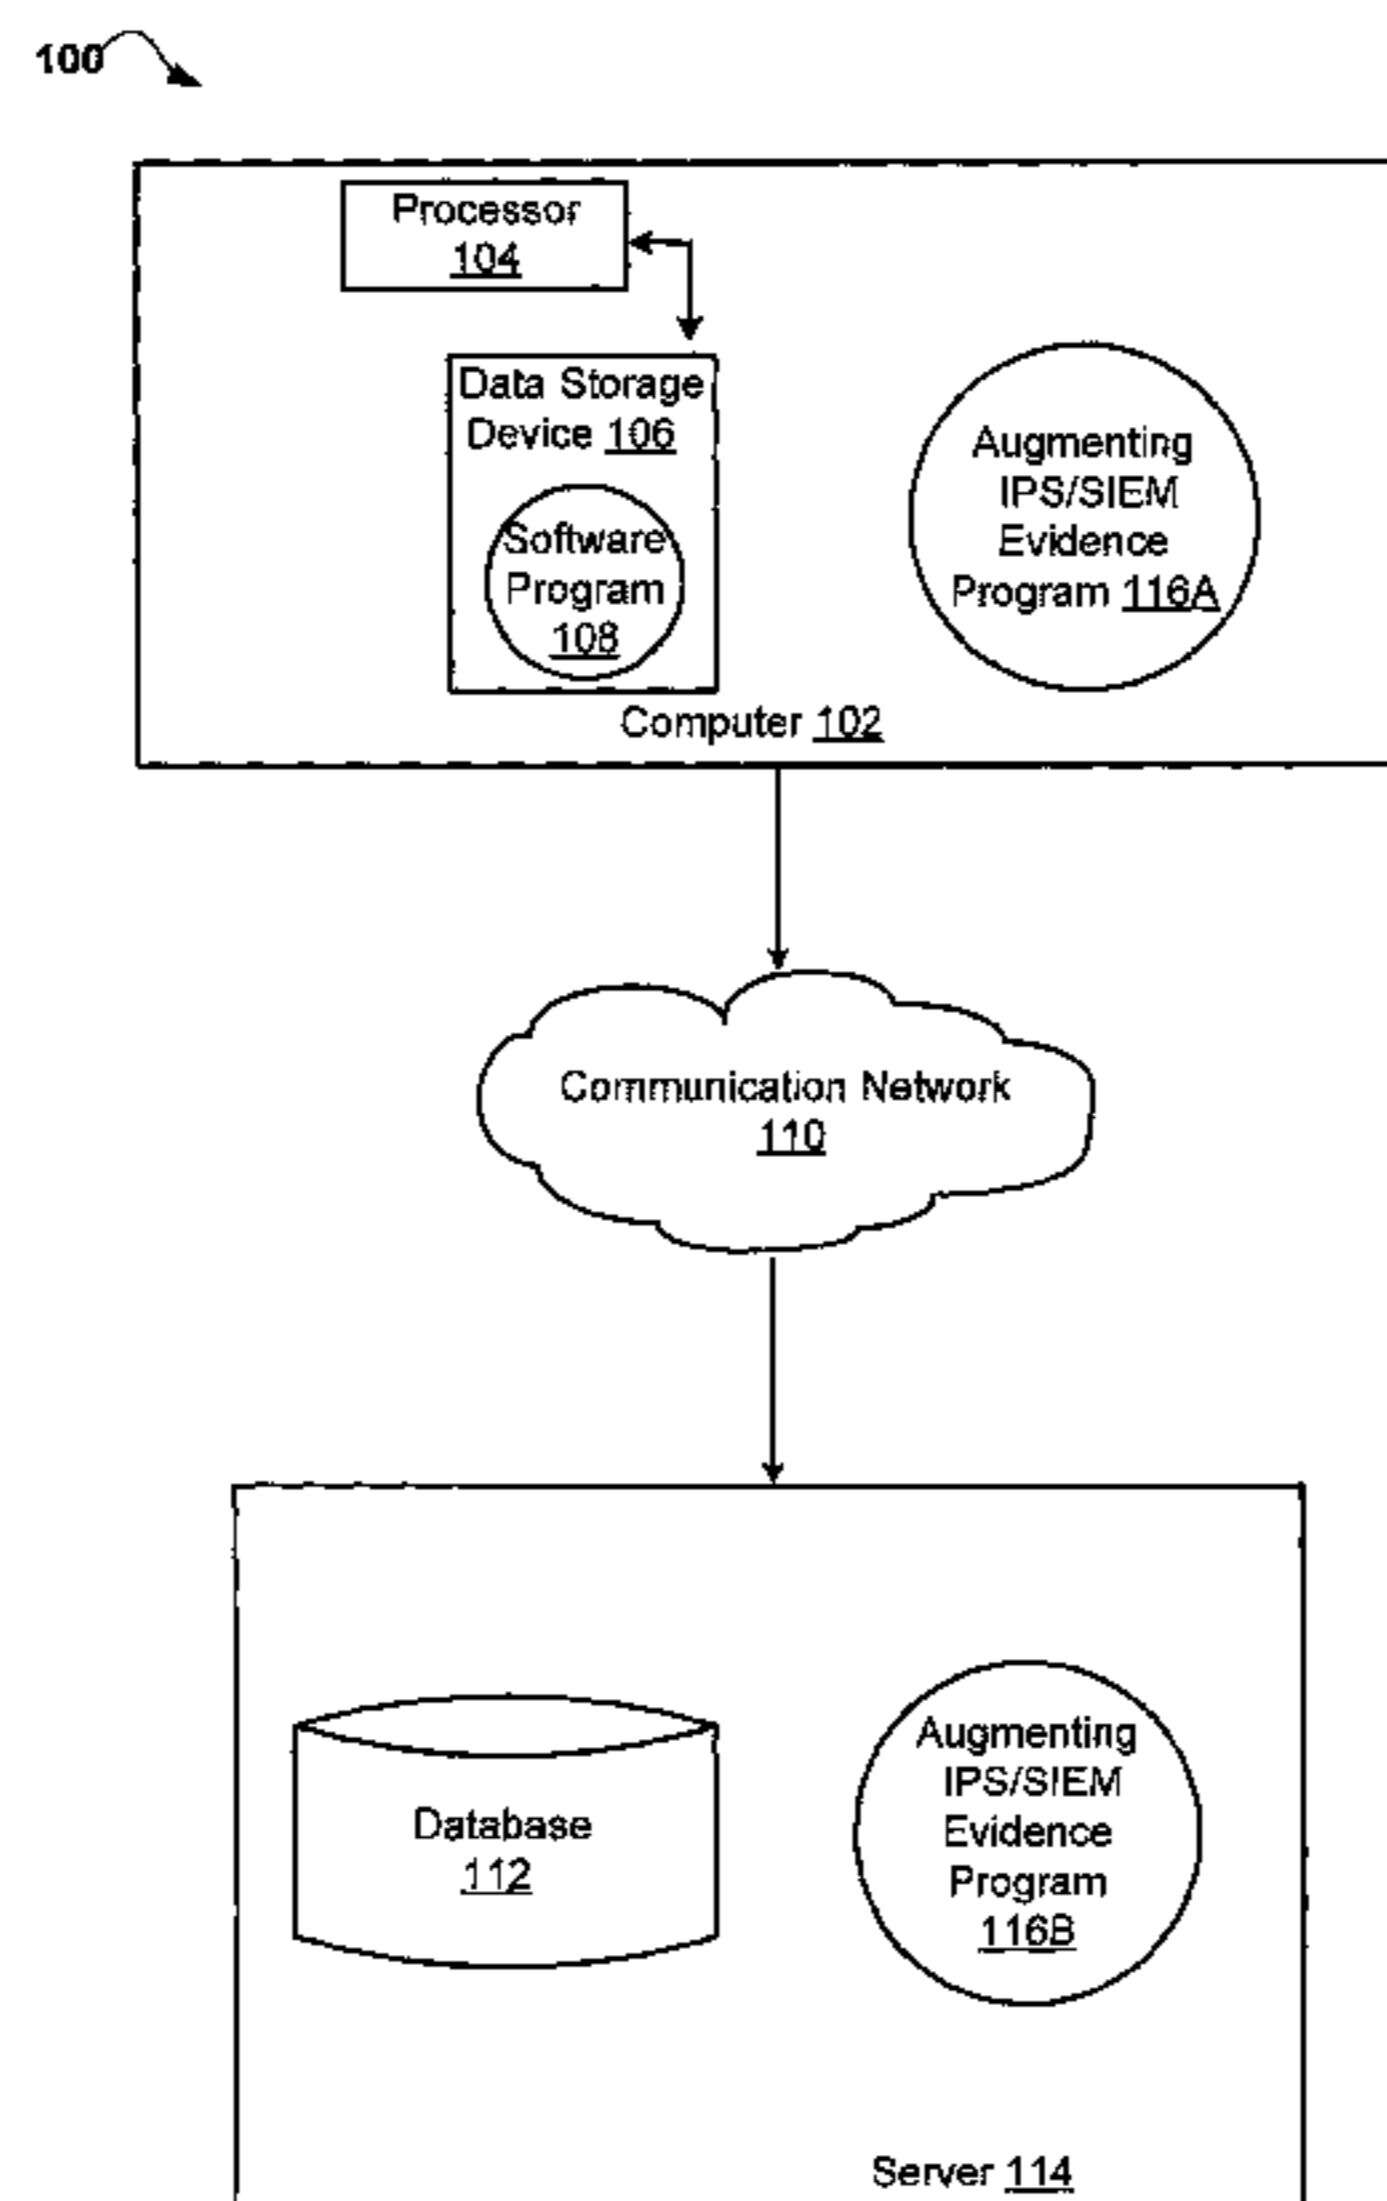 100
Processor
104
Data Storage
Device 106
Software
Program
108
Augmenting
IPS/SIEM
Evidence
Program 116A
Computer 102
Communication Network
110
Database
112
Augmenting
IPS/SIEM
Evidence
Program
116B
Server 114